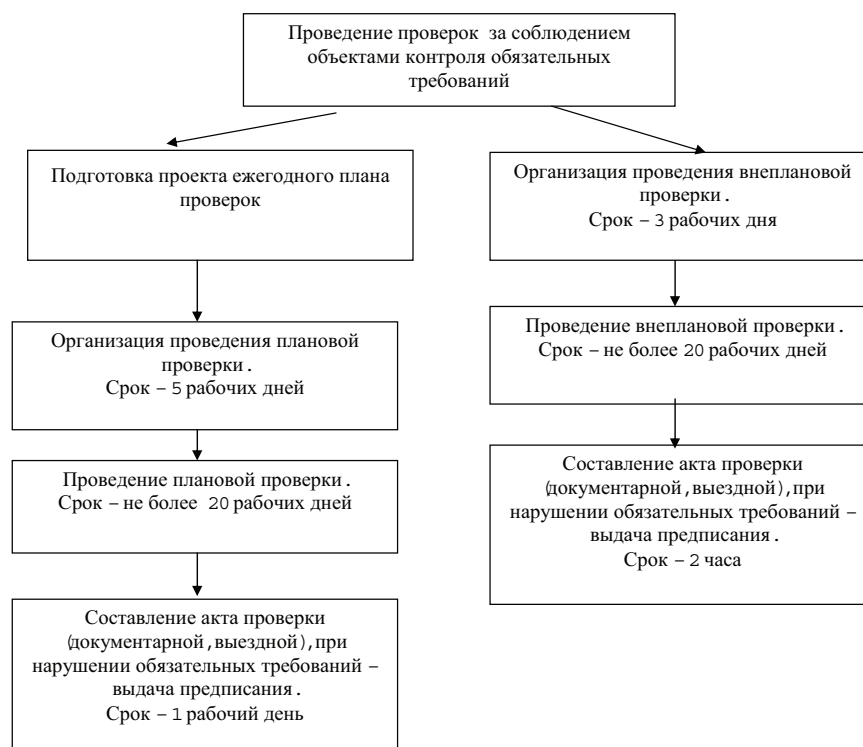 Проведение проверок за соблюдением
объектами контроля обязательных
требований
Подготовка проекта ежегодного плана
проверок
Организация проведения плановой
проверки.
Срок – 5 рабочих дней
Проведение плановой проверки.
Срок – не более 20 рабочих дней
Составление акта проверки
(документарной, выездной), при
нарушении обязательных требований –
выдача предписания.
Срок – 1 рабочий день
Организация проведения внеплановой
проверки.
Срок – 3 рабочих дня
Проведение внеплановой проверки.
Срок – не более 20 рабочих дней
Составление акта проверки
(документарной, выездной), при
нарушении обязательных требований –
выдача предписания.
Срок – 2 часа